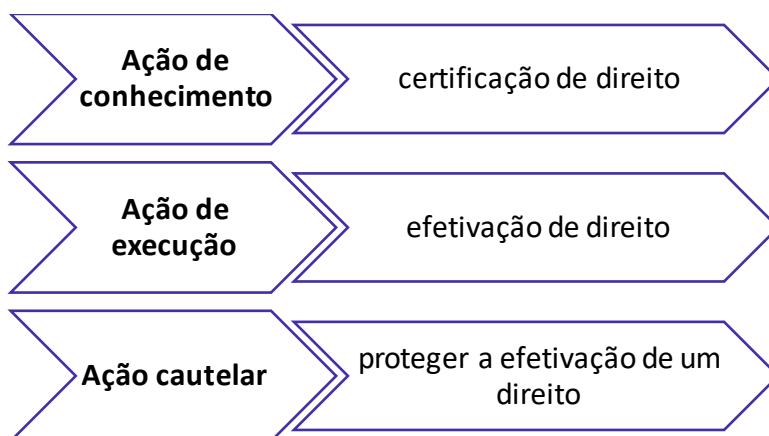 Ação de
conhecimento
certificação de direito
Ação de
execução
efetivação de direito
Ação cautelar
proteger a efetivação de um
direito